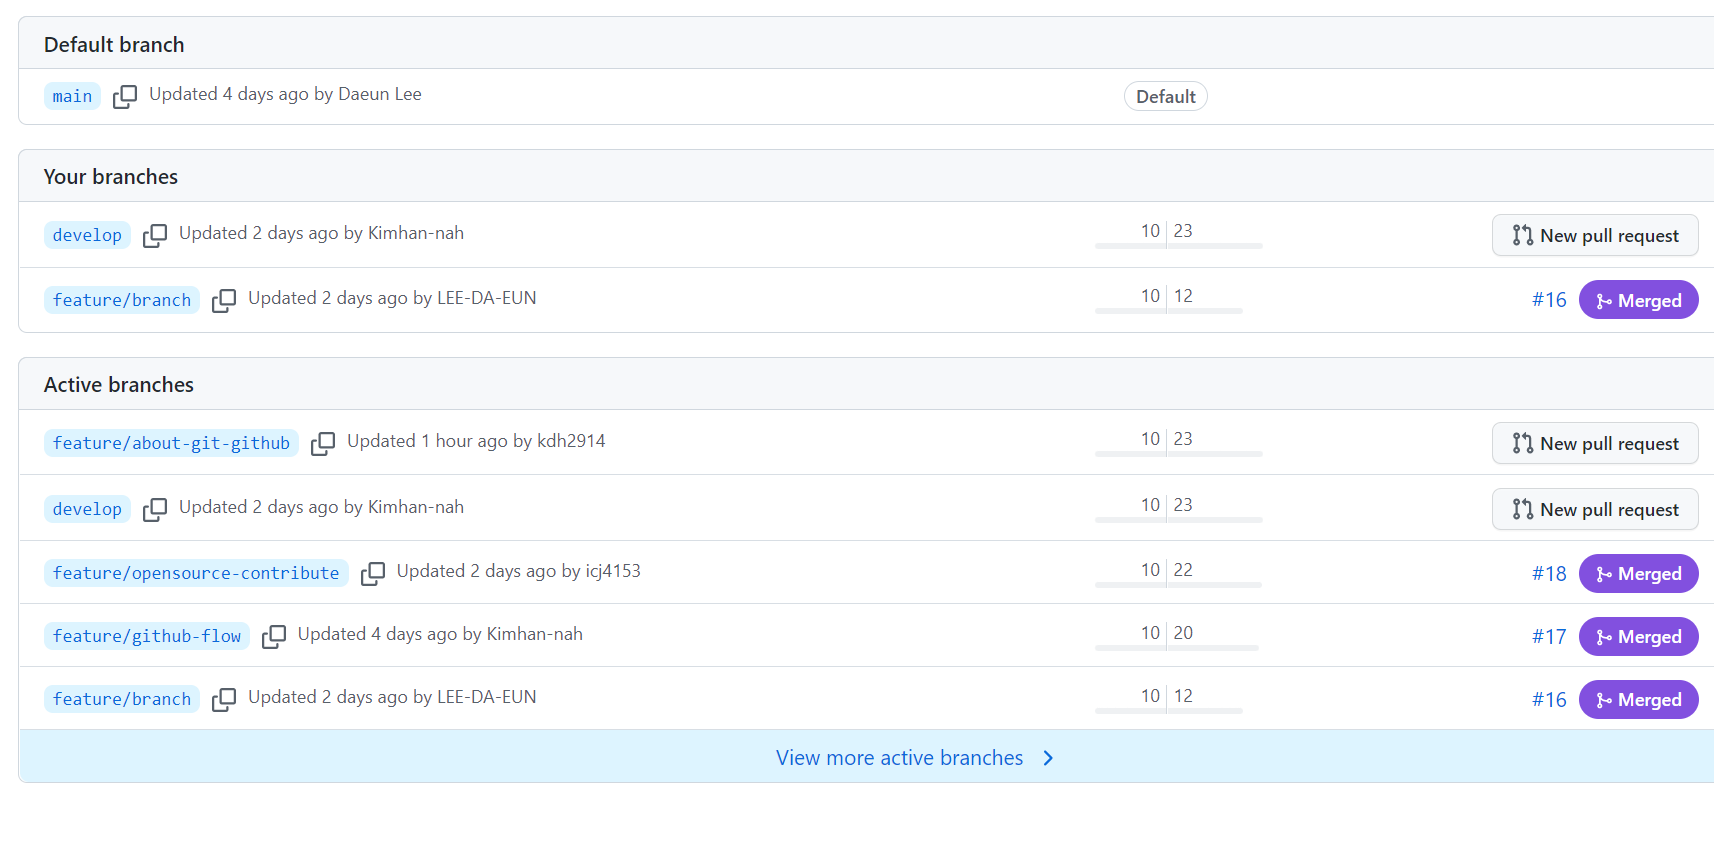 Default branch
main Updated 4 days ago by Daeun Lee Default
Your branches
develop Updated 2 days ago by Kimhan-nah 10 23 New pull request
feature/branch Updated 2 days ago by LEE-DA-EUN 10 12 #16 Merged
Active branches
feature/about-git-github Updated 1 hour ago by kdh2914 10 23 New pull request
develop Updated 2 days ago by Kimhan-nah 10 23 New pull request
feature/opensource-contribute Updated 2 days ago by icj4153 10 22 #18 Merged
feature/github-flow Updated 4 days ago by Kimhan-nah 10 20 #17 Merged
feature/branch Updated 2 days ago by LEE-DA-EUN 10 12 #16 Merged
View more active branches